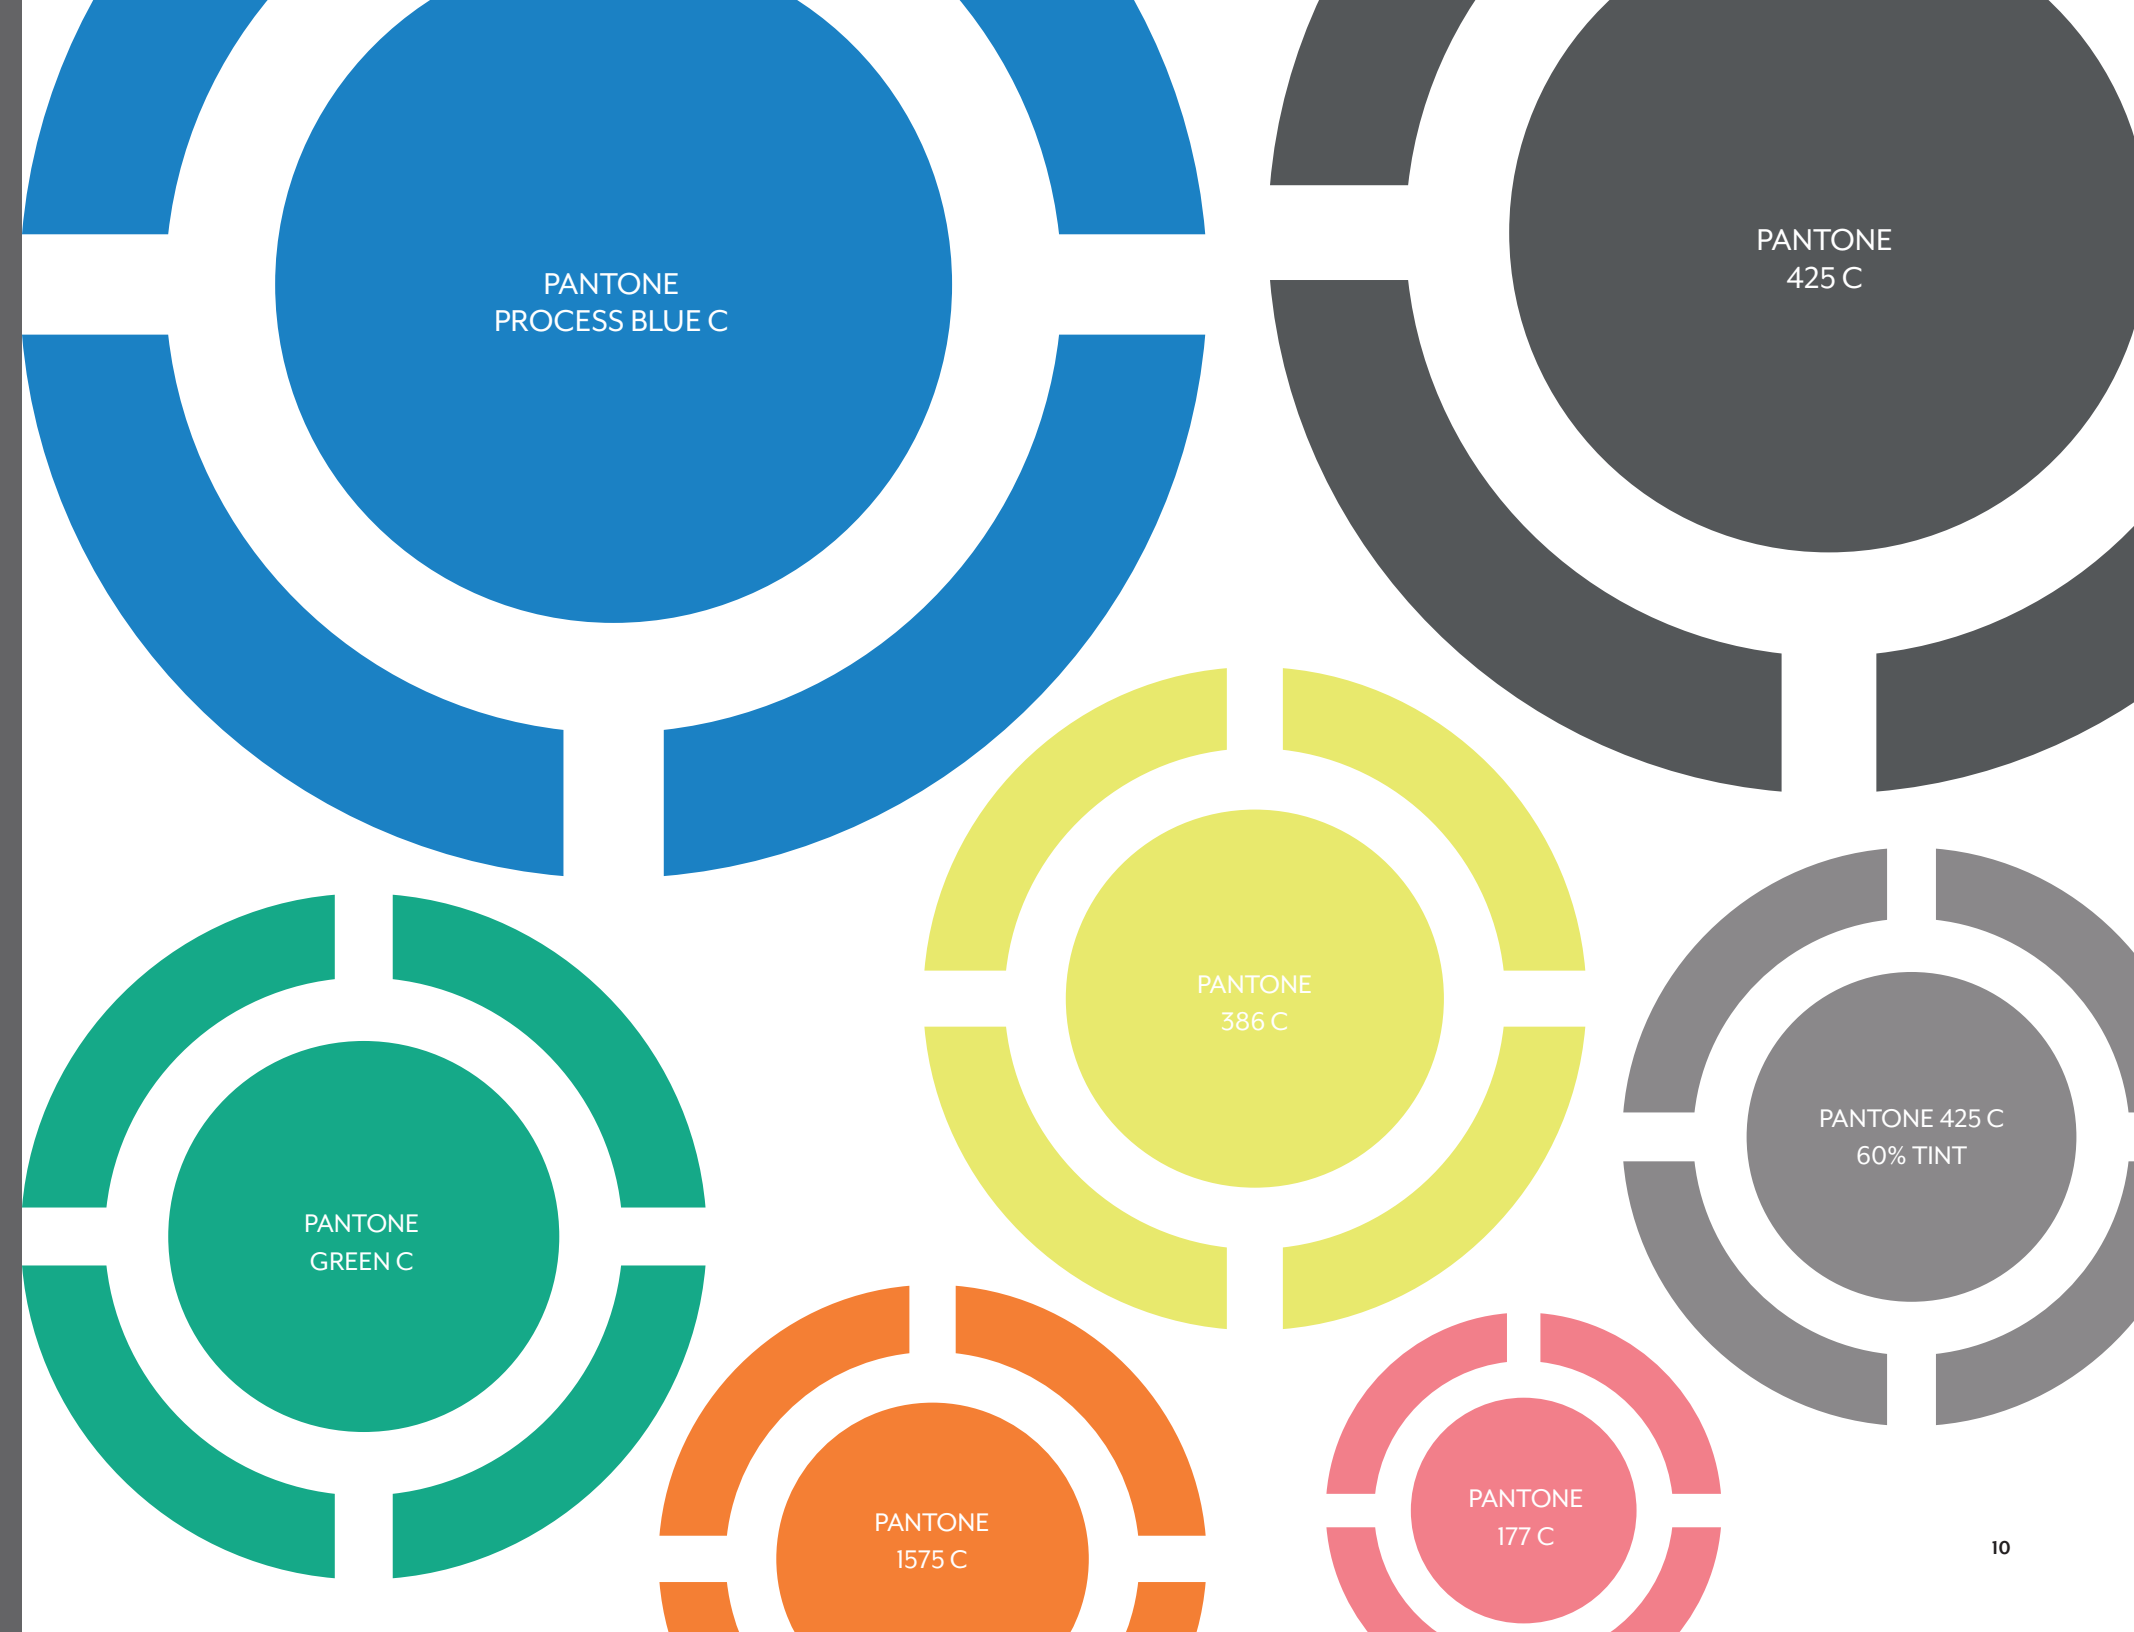 PANTONE
PROCESS BLUE C
PANTONE
425 C
PANTONE
386 C
PANTONE 425 C
60% TINT
PANTONE
GREEN C
PANTONE
1575 C
PANTONE
177 C
10